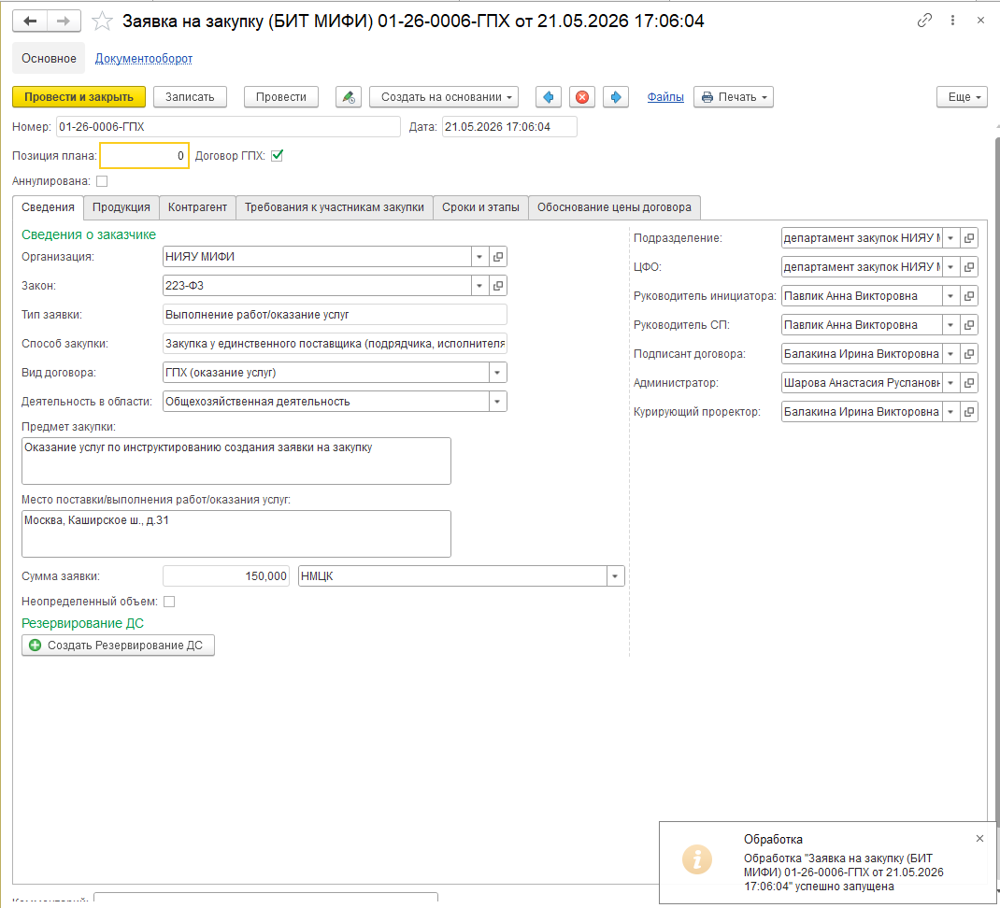 Заявка на закупку (БИТ МИФИ) 01-26-0006-ГПХ от 21.05.2026 17:06:04
Основное Документооборот
Провести и закрыть Записать Провести Создать на основании Файлы Печать Еще
Номер: 01-26-0006-ГПХ Дата: 21.05.2026 17:06:04
Позиция плана: 0 Договор ГПХ:
Аннулирована:
Сведения Продукция Контрагент Требования к участникам закупки Сроки и этапы Обоснование цены договора
Сведения о заказчике
Организация: НИЯУ МИФИ
Закон: 223-ФЗ
Тип заявки: Выполнение работ/оказание услуг
Способ закупки: Закупка у единственного поставщика (подрядчика, исполнителя
Вид договора: ГПХ (оказание услуг)
Деятельность в области: Общехозяйственная деятельность
Предмет закупки:
Оказание услуг по инструктированию создания заявки на закупку
Место поставки/выполнения работ/оказания услуг:
Москва, Каширское ш., д.31
Сумма заявки: 150,000 НМЦК
Неопределенный объем:
Резервирование ДС
Создать Резервирование ДС
Подразделение: департамент закупок НИЯУ
ЦФО: департамент закупок НИЯУ
Руководитель инициатора: Павлик Анна Викторовна
Руководитель СП: Павлик Анна Викторовна
Подписант договора: Балакина Ирина Викторовна
Администратор: Шарова Анастасия Руслановн
Курирующий проректор: Балакина Ирина Викторовна
Обработка
Обработка "Заявка на закупку (БИТ
МИФИ) 01-26-0006-ГПХ от 21.05.2026
17:06:04" успешно запущена